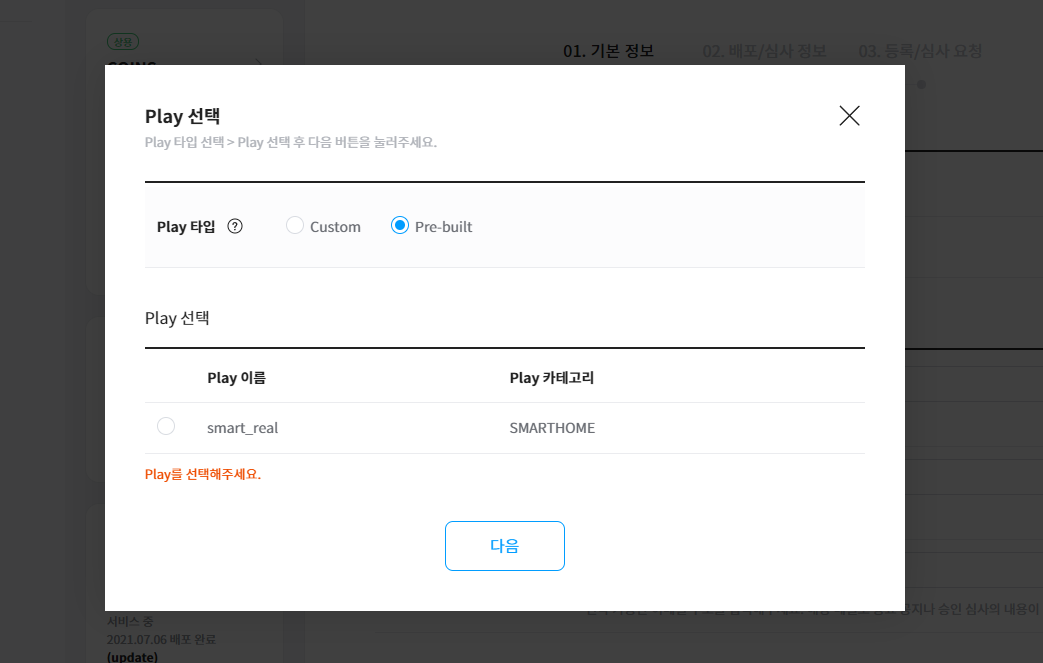 상용
01. 기본 정보
02. 배포/심사 정보
03. 등록/심사 요청
Play 선택
Play 타입 선택 > Play 선택 후 다음 버튼을 눌러주세요.
Play 타입 ?
Custom
Pre-built
Play 선택
Play 이름
Play 카테고리
smart_real
SMARTHOME
Play를 선택해주세요.
다음
서비스 중
2021.07.06 배포 완료
(update)
승인 심사의 내용이